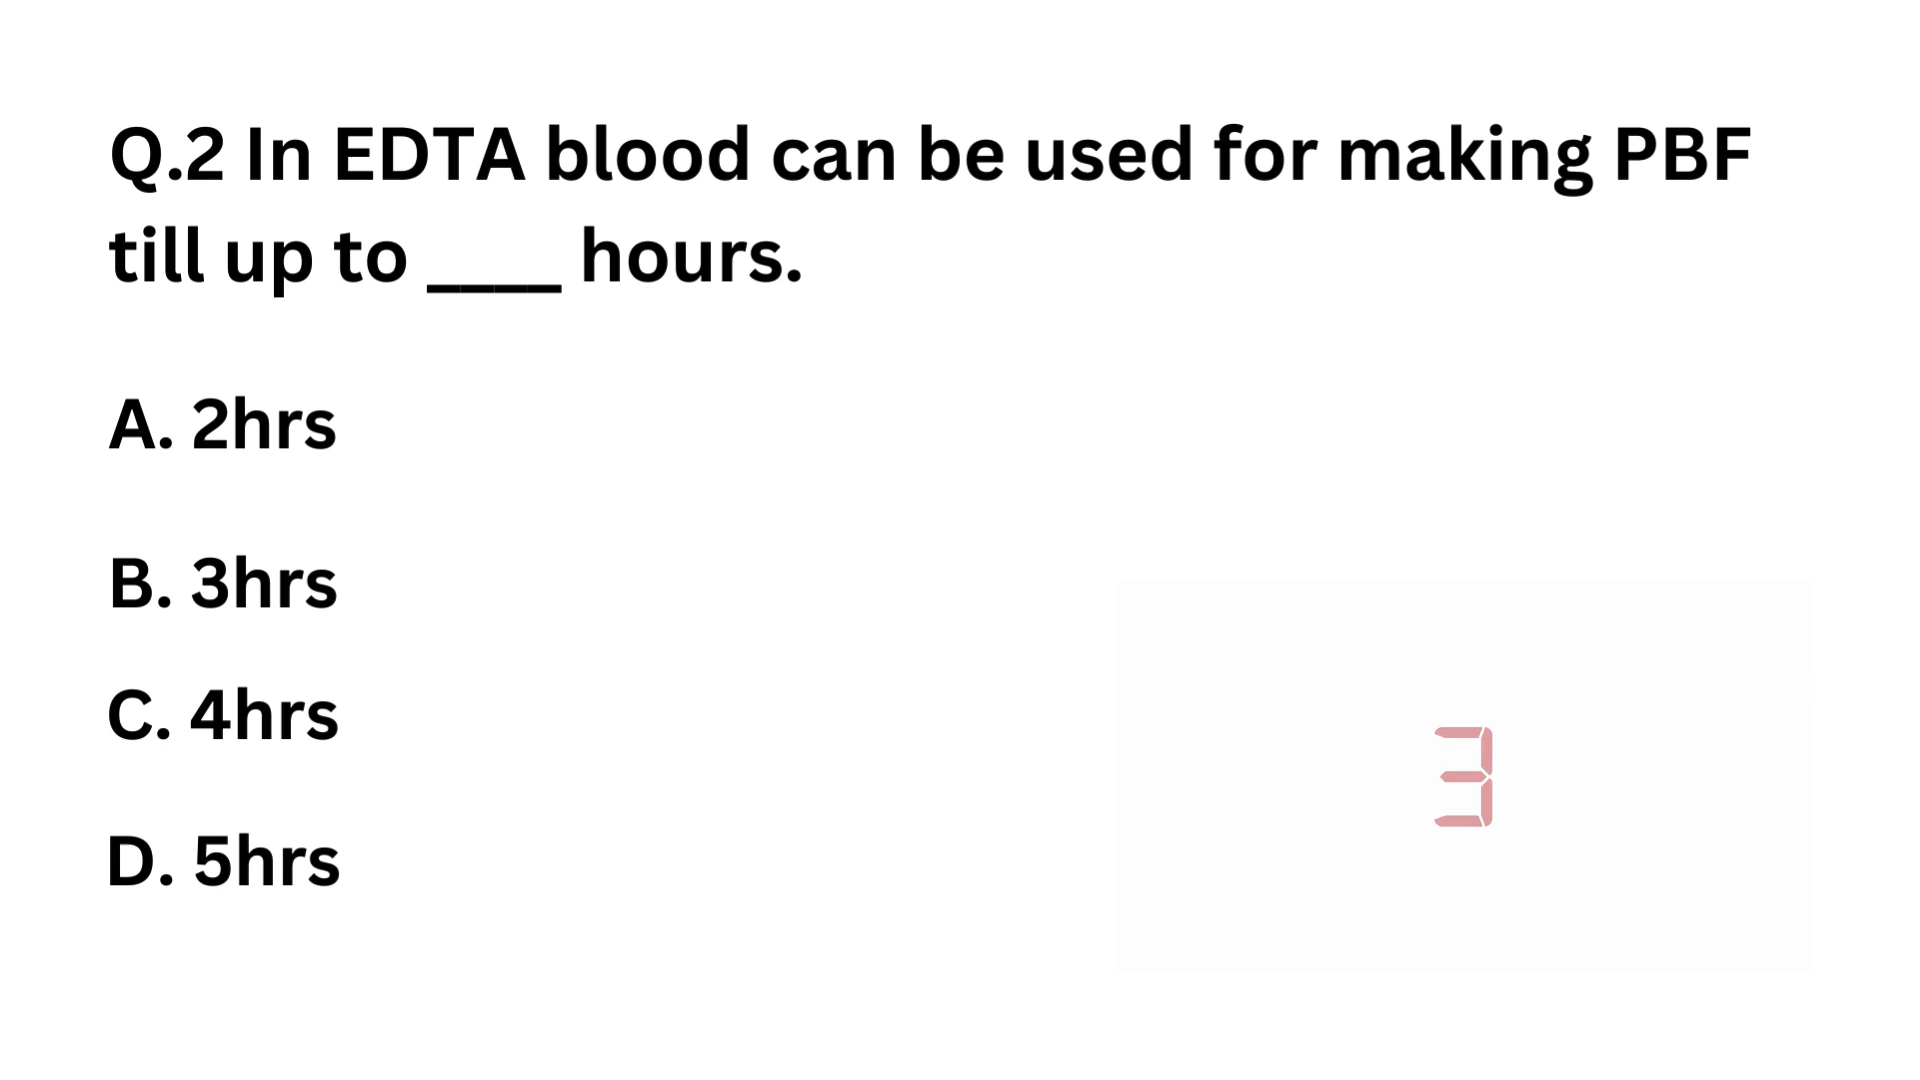 Q.2 In EDTA blood can be used for making PBF
till up to ____ hours.
A. 2hrs
B. 3hrs
C. 4hrs
D. 5hrs
3